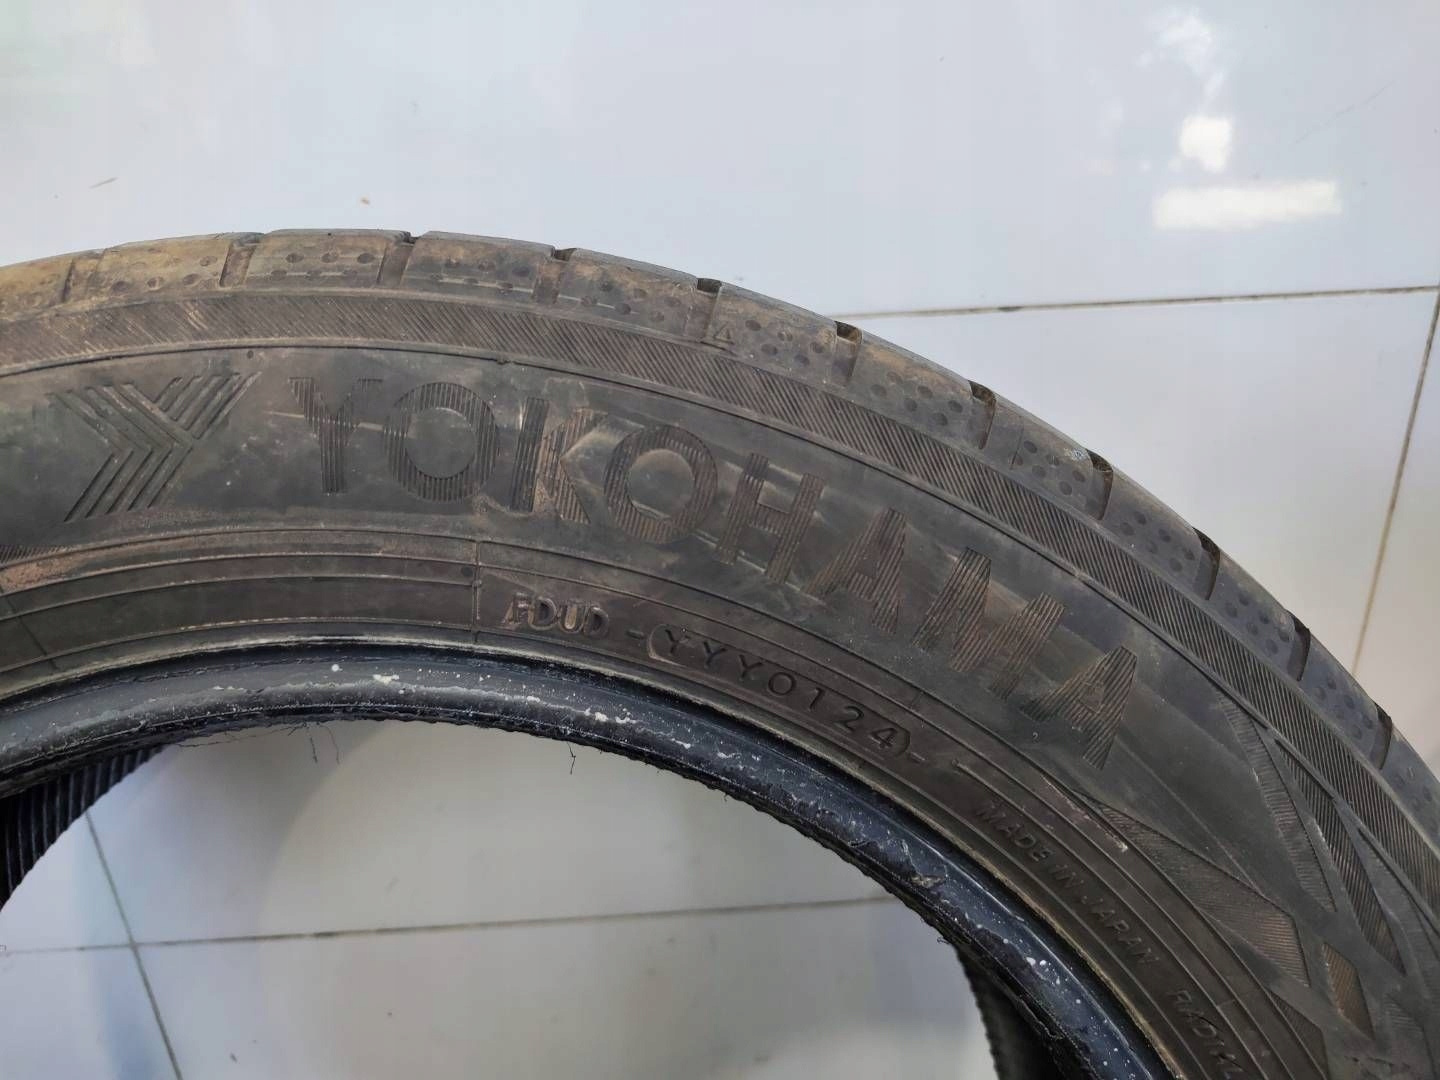 YOKOHAMA
FDUD - YYY0124 -
MADE IN JAPAN